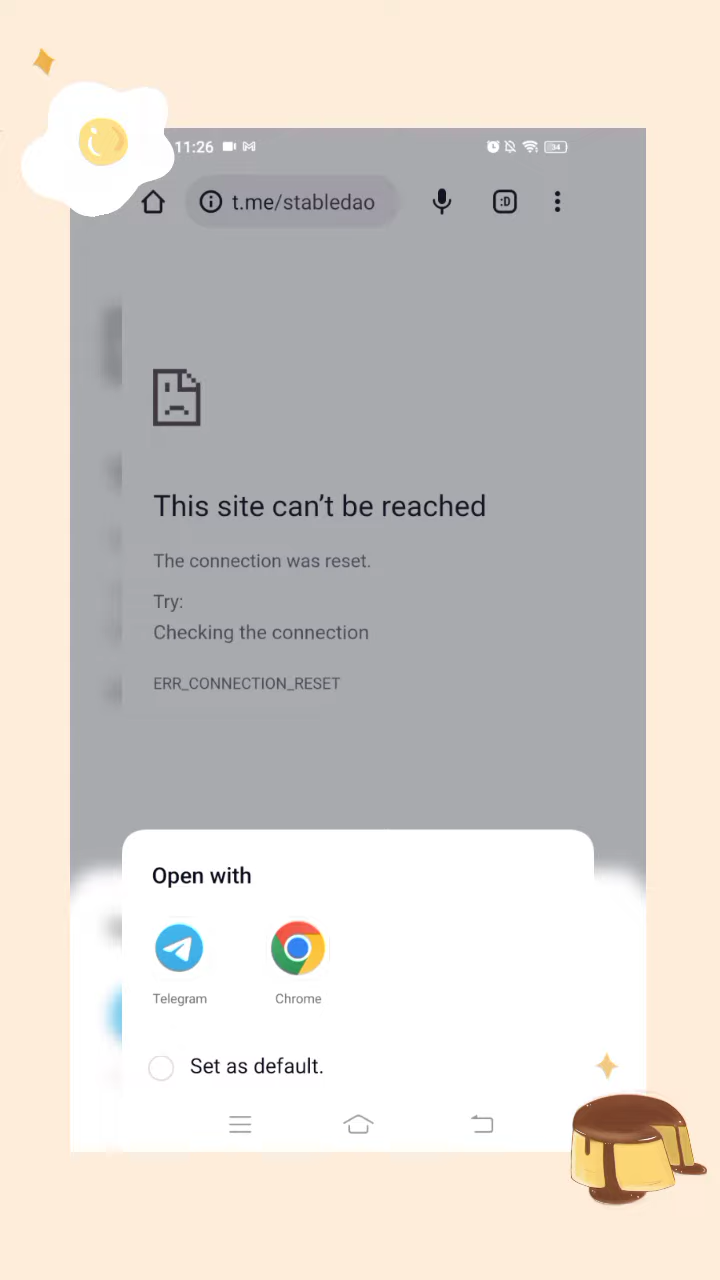 11:26
34
t.me/stabledao
:D
This site can’t be reached
The connection was reset.
Try:
Checking the connection
ERR_CONNECTION_RESET
Open with
Telegram
Chrome
Set as default.